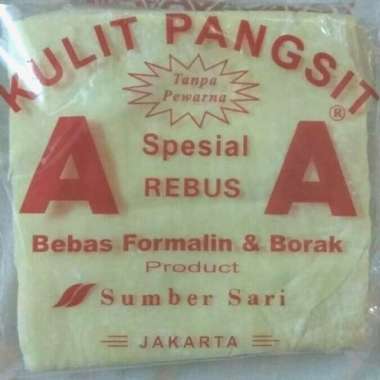 KULIT PANGSIT
Tanpa
Pewarna
A A ®
Spesial
REBUS
Bebas Formalin & Borak
Product
Sumber Sari
JAKARTA